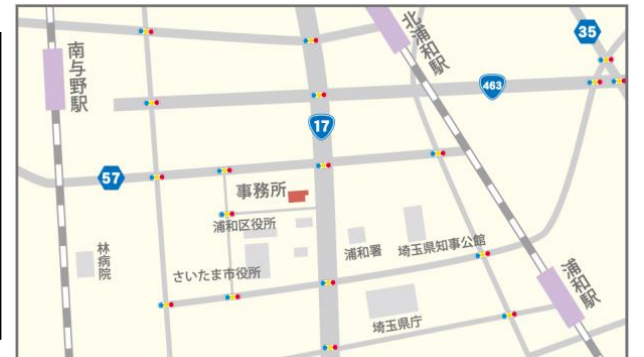 南与野駅
北浦和駅
35
463
17
57
事務所
浦和区役所
林病院
さいたま市役所
浦和署
埼玉県知事公館
浦和駅
埼玉県庁